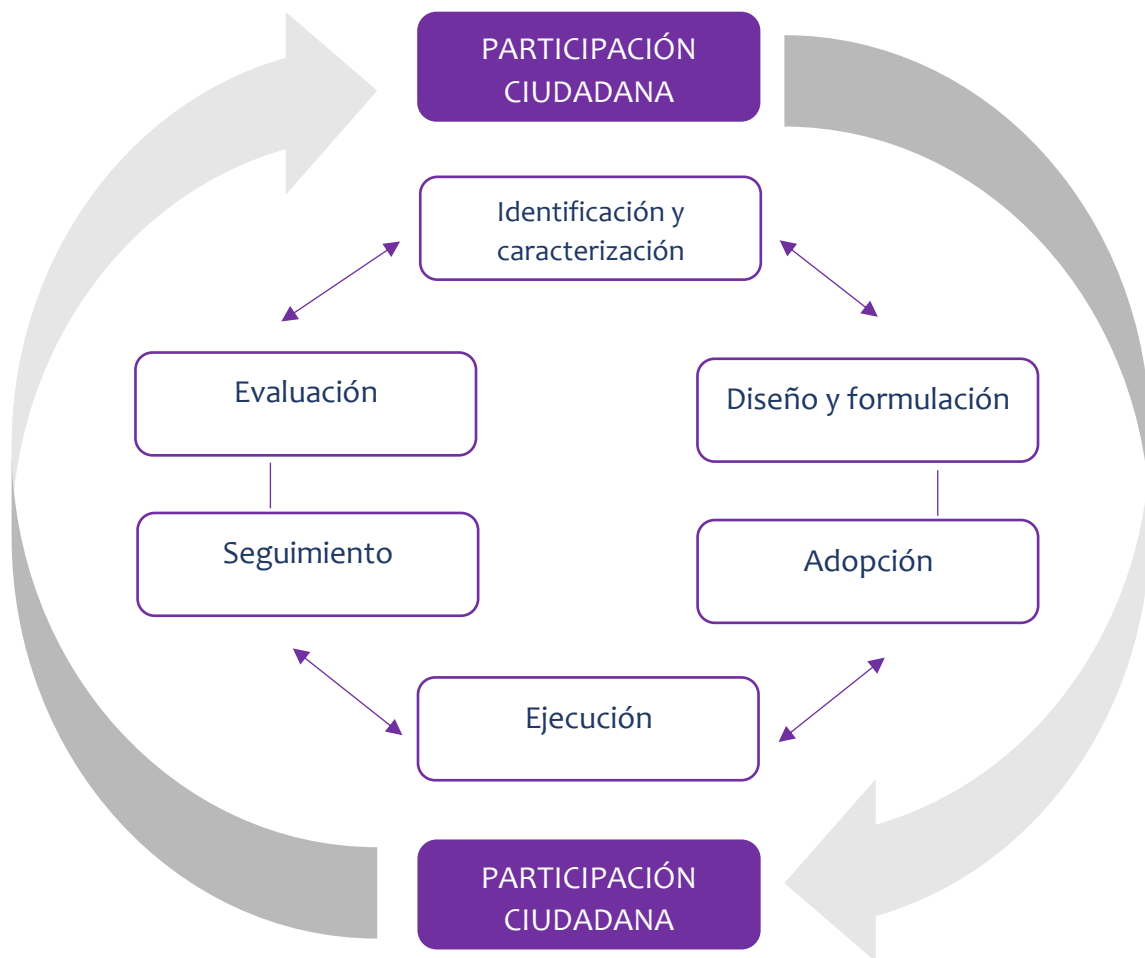 PARTICIPACIÓN
CIUDADANA
Identificación y
caracterización
Evaluación
Diseño y formulación
Seguimiento
Adopción
Ejecución
PARTICIPACIÓN
CIUDADANA